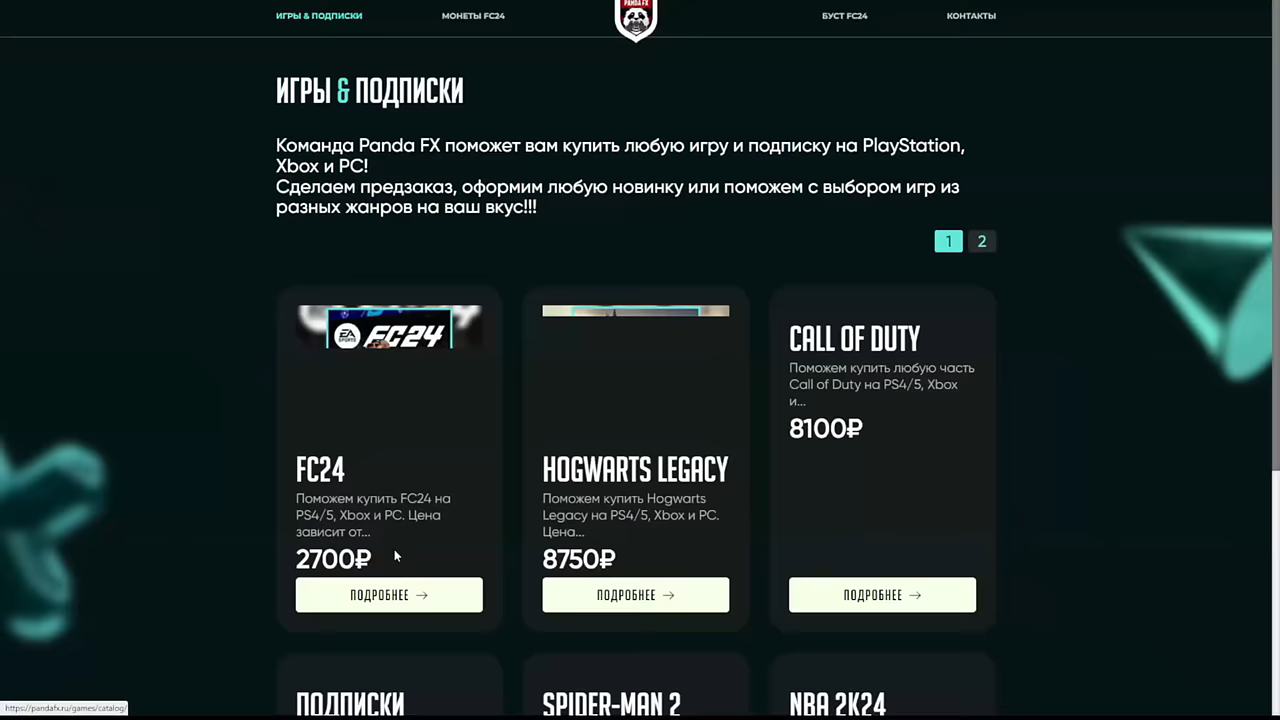 ИГРЫ & ПОДПИСКИ
МОНЕТЫ FC24
PANDA FX
БУСТ FC24
КОНТАКТЫ
ИГРЫ & ПОДПИСКИ
Команда Panda FX поможет вам купить любую игру и подписку на PlayStation,
Xbox и PC!
Сделаем предзаказ, оформим любую новинку или поможем с выбором игр из
разных жанров на ваш вкус!!!
1 2
EA SPORTS FC24
FC24
Поможем купить FC24 на
PS4/5, Xbox и PC. Цена
зависит от...
2700₽
ПОДРОБНЕЕ →
HOGWARTS LEGACY
Поможем купить Hogwarts
Legacy на PS4/5, Xbox и PC.
Цена...
8750₽
ПОДРОБНЕЕ →
CALL OF DUTY
Поможем купить любую часть
Call of Duty на PS4/5, Xbox
и...
8100₽
ПОДРОБНЕЕ →
ПОДПИСКИ
SPIDER-MAN 2
NBA 2K24
https://pandafx.ru/games/catalog/